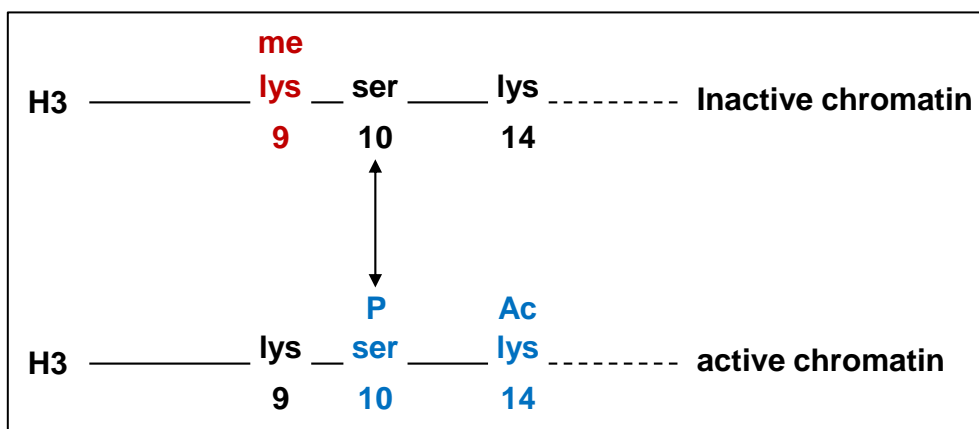 me
H3 lys ser lys Inactive chromatin
9 10 14
P Ac
H3 lys ser lys active chromatin
9 10 14